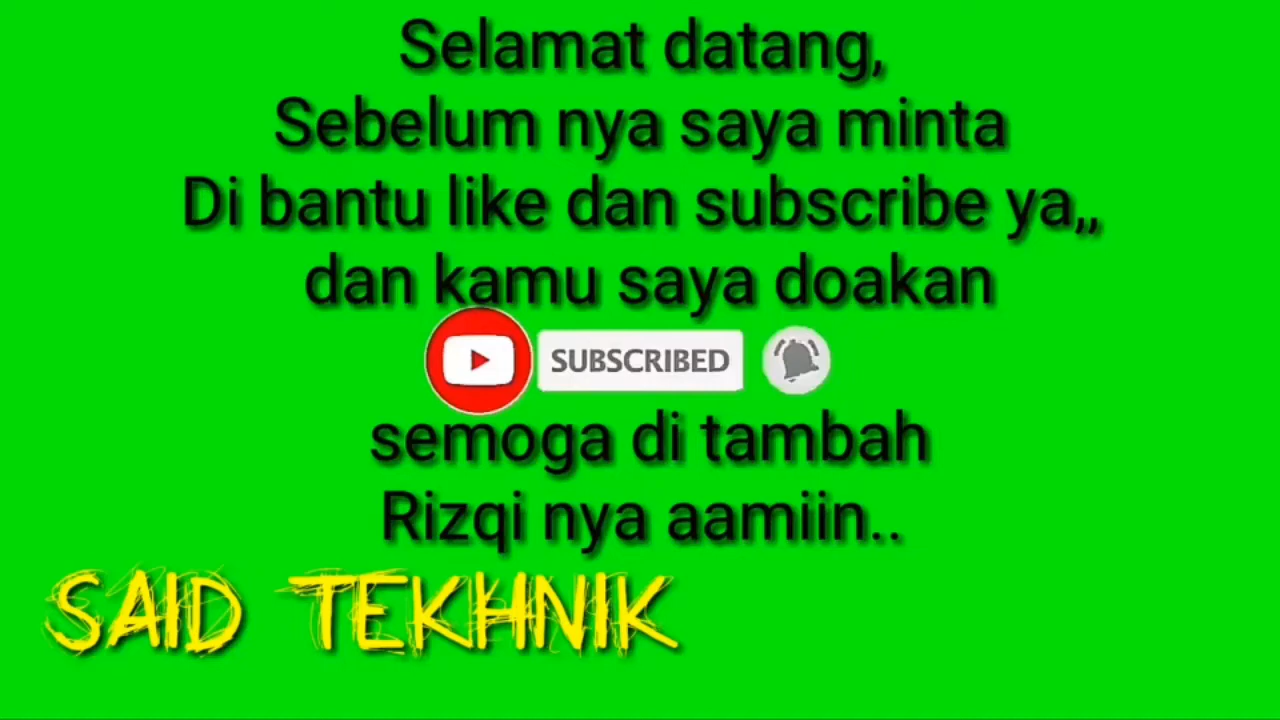 Selamat datang,
Sebelum nya saya minta
Di bantu like dan subscribe ya,,
dan kamu saya doakan
SUBSCRIBED
semoga di tambah
Rizqi nya aamiin..
SAID TEKHNIK